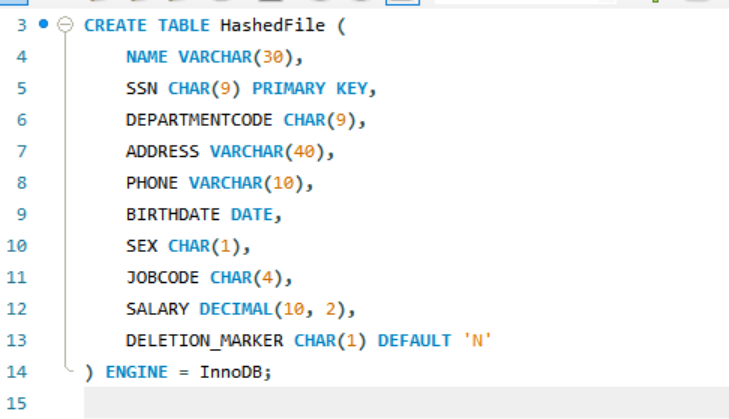 3 CREATE TABLE HashedFile (
4 NAME VARCHAR(30),
5 SSN CHAR(9) PRIMARY KEY,
6 DEPARTMENTCODE CHAR(9),
7 ADDRESS VARCHAR(40),
8 PHONE VARCHAR(10),
9 BIRTHDATE DATE,
10 SEX CHAR(1),
11 JOBCODE CHAR(4),
12 SALARY DECIMAL(10, 2),
13 DELETION_MARKER CHAR(1) DEFAULT 'N'
14 ) ENGINE = InnoDB;
15